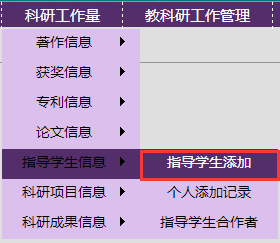 科研工作量 教科研工作管理
著作信息
获奖信息
专利信息
论文信息
指导学生信息 指导学生添加
科研项目信息 个人添加记录
科研成果信息 指导学生合作者